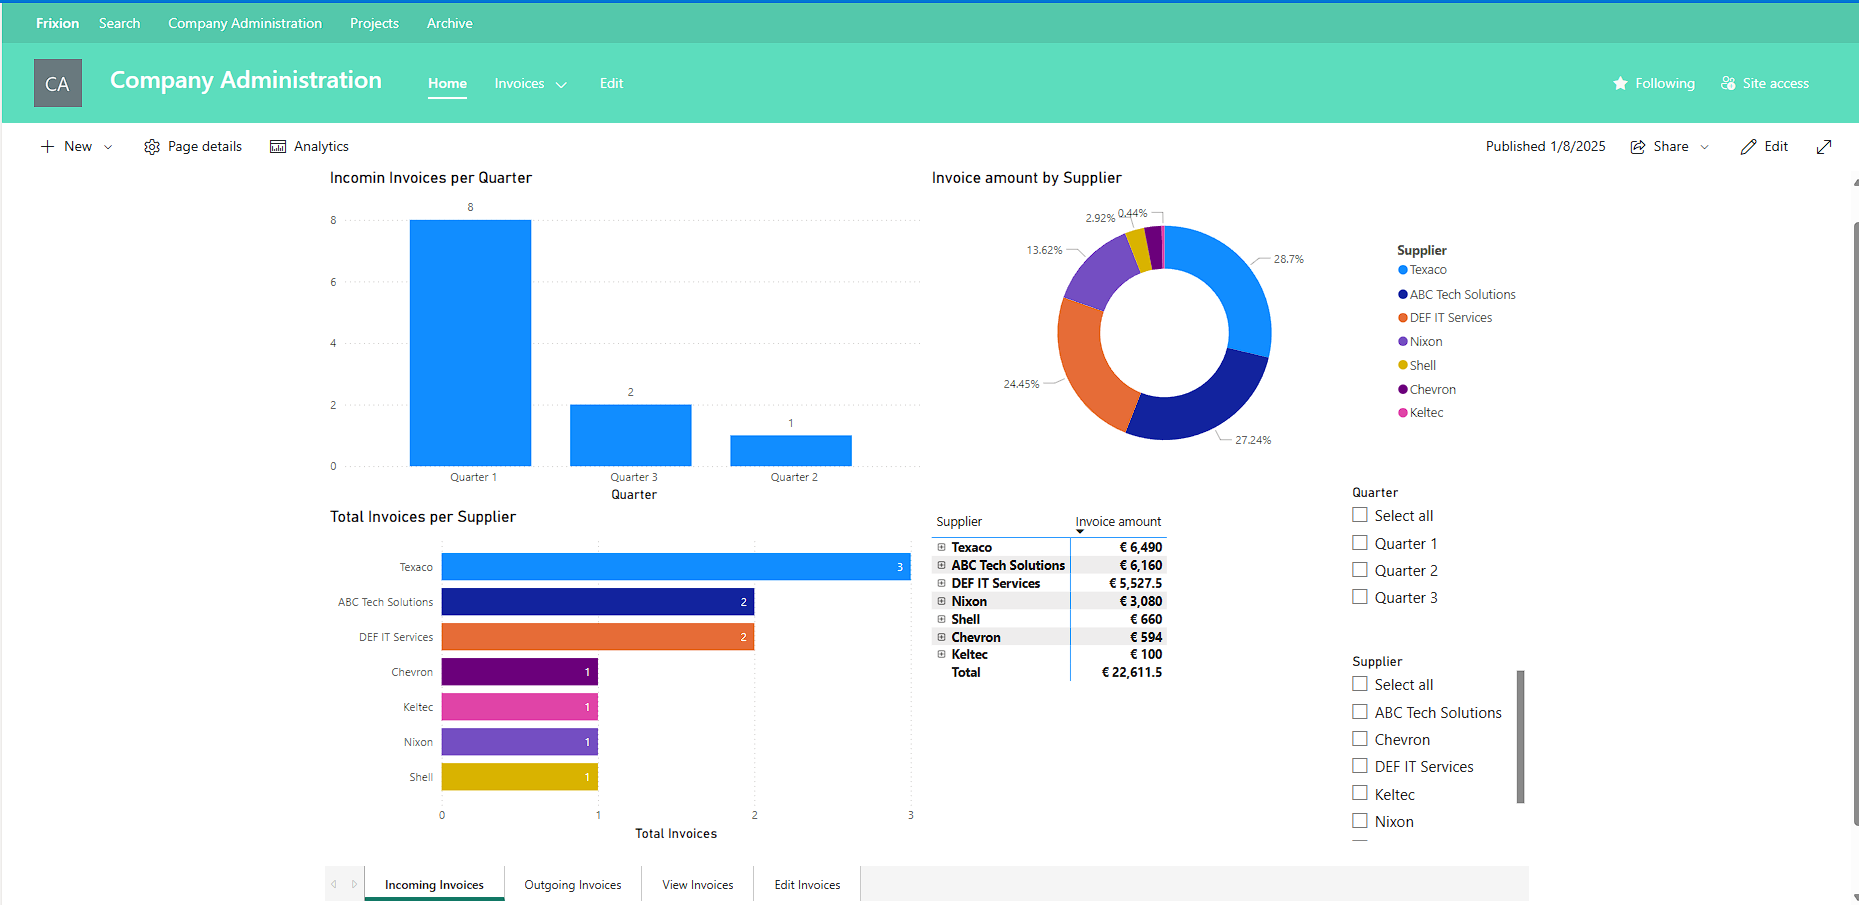 Frixion Search Company Administration Projects Archive
CA Company Administration Home Invoices Edit Following Site access
New Page details Analytics Published 1/8/2025 Share Edit
Incomin Invoices per Quarter
8
8
6
4
2
0
2
1
Quarter 1 Quarter 3 Quarter 2
Quarter
Invoice amount by Supplier
0.44%
2.92%
13.62%
28.7%
24.45%
27.24%
Supplier
Texaco
ABC Tech Solutions
DEF IT Services
Nixon
Shell
Chevron
Keltec
Total Invoices per Supplier
Texaco 3
ABC Tech Solutions 2
DEF IT Services 2
Chevron 1
Keltec 1
Nixon 1
Shell 1
0 1 2 3
Total Invoices
Supplier Invoice amount
Texaco € 6,490
ABC Tech Solutions € 6,160
DEF IT Services € 5,527.5
Nixon € 3,080
Shell € 660
Chevron € 594
Keltec € 100
Total € 22,611.5
Quarter
Select all
Quarter 1
Quarter 2
Quarter 3
Supplier
Select all
ABC Tech Solutions
Chevron
DEF IT Services
Keltec
Nixon
Incoming Invoices Outgoing Invoices View Invoices Edit Invoices